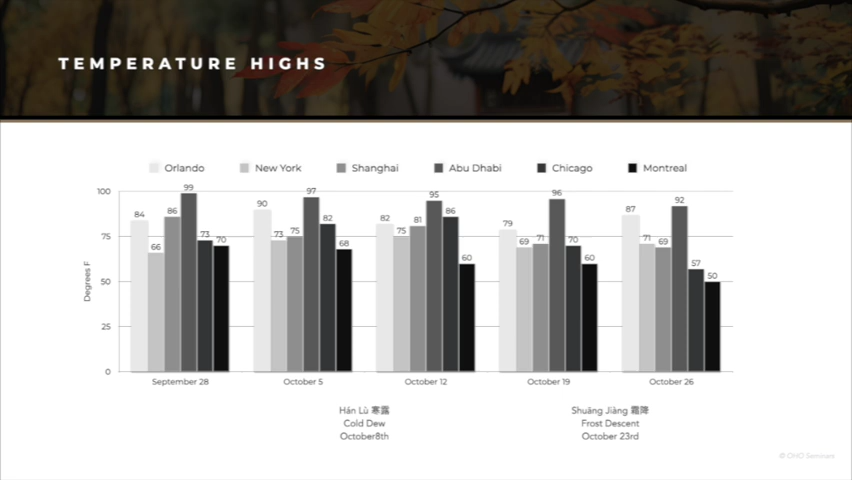 TEMPERATURE HIGHS
Orlando New York Shanghai Abu Dhabi Chicago Montreal
Degrees F
100
75
50
25
0
84 66 86 99 73 70
90 73 75 97 82 68
82 75 81 95 86 60
79 69 71 96 70 60
87 71 69 92 57 50
September 28 October 5 October 12 October 19 October 26
Hán Lù 寒露
Cold Dew
October8th
Shuāng Jiàng 霜降
Frost Descent
October 23rd